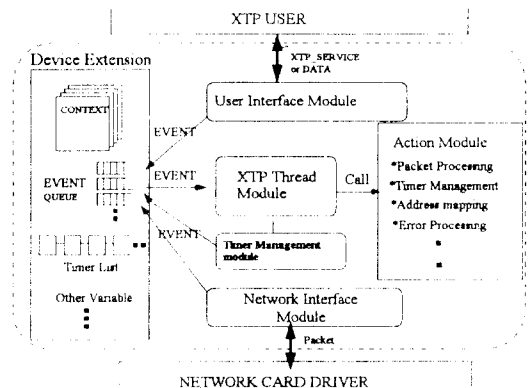 XTP USER
Device Extension
XTP_SERVICE
or DATA
CONTEXT
User Interface Module
EVENT
Action Module
*Packet Processing
*Timer Management
*Address mapping
*Error Processing
EVENT
XTP Thread
Module
Call
EVENT
QUEUE
EVENT
Timer Management
module
Timer List
Network Interface
Module
Other Variable
Packet
NETWORK CARD DRIVER